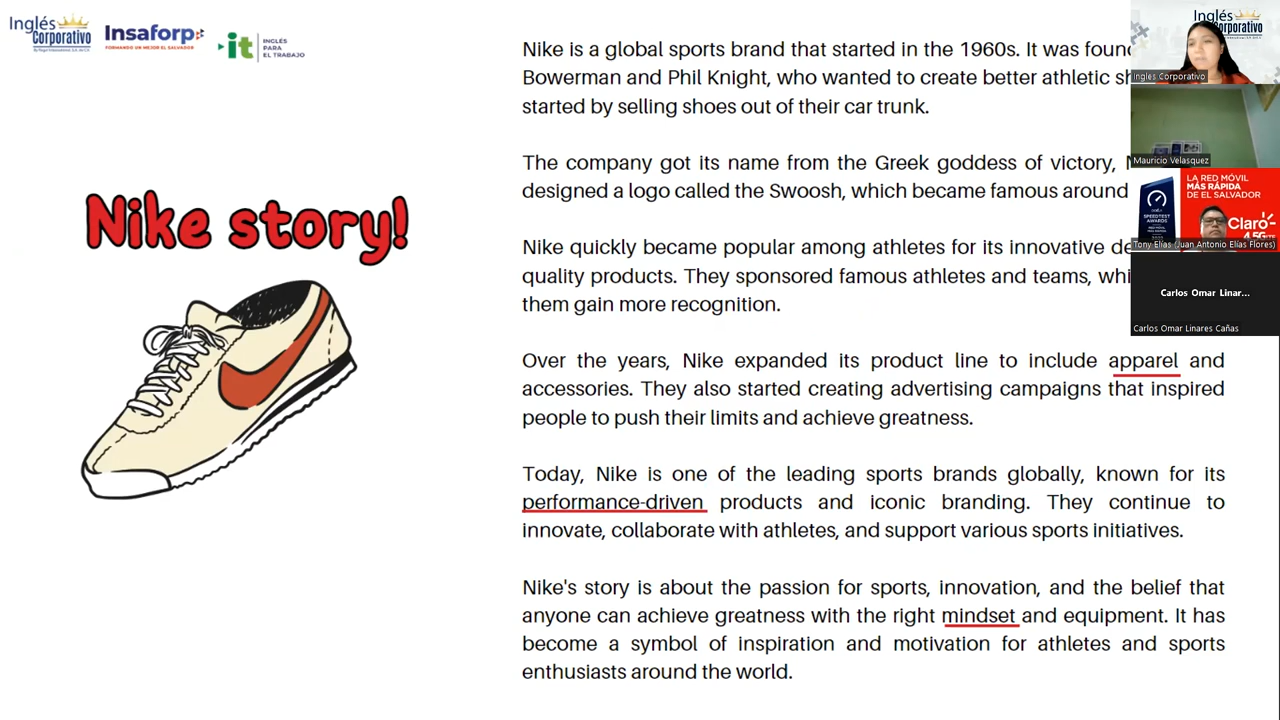 Inglés
Corporativo
Insaforp
FORMANDO UN MEJOR EL SALVADOR
it
INGLÉS
PARA
EL TRABAJO
Nike story!
Nike is a global sports brand that started in the 1960s. It was
Bowerman and Phil Knight, who wanted to create better athletic
started by selling shoes out of their car trunk.
The company got its name from the Greek goddess of victory,
designed a logo called the Swoosh, which became famous around
Nike quickly became popular among athletes for its innovative
quality products. They sponsored famous athletes and teams,
them gain more recognition.
Over the years, Nike expanded its product line to include apparel and
accessories. They also started creating advertising campaigns that inspired
people to push their limits and achieve greatness.
Today, Nike is one of the leading sports brands globally, known for its
performance-driven products and iconic branding. They continue to
innovate, collaborate with athletes, and support various sports initiatives.
Nike's story is about the passion for sports, innovation, and the belief that
anyone can achieve greatness with the right mindset and equipment. It has
become a symbol of inspiration and motivation for athletes and sports
enthusiasts around the world.
Inglés
Corporativo
Ingles Corporativo
Mauricio Velasquez
LA RED MÓVIL
MÁS RÁPIDA
DE EL SALVADOR
SPEEDTEST
AWARDS
Claro
4.5G
Tony Elías (Juan Antonio Elías Flores)
Carlos Omar Linar...
Carlos Omar Linares Cañas